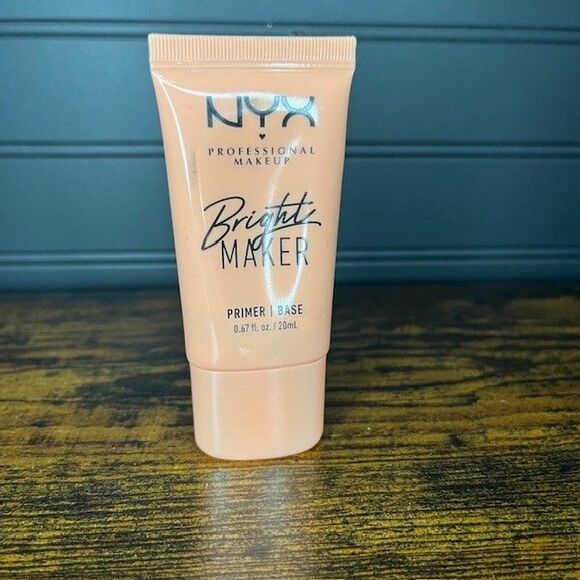 NYX
PROFESSIONAL
MAKEUP
Bright
MAKER
PRIMER | BASE
0.67 fl. oz. / 20mL